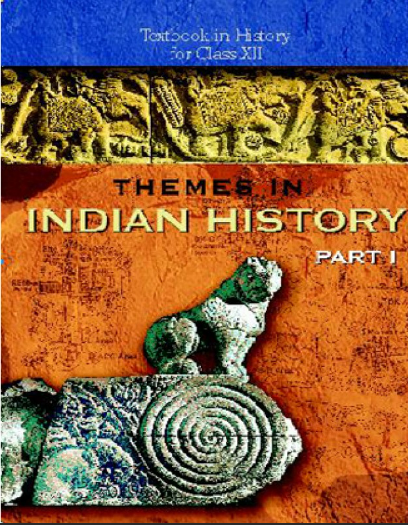 Textbook in History
for Class XII
THEMES IN
INDIAN HISTORY
PART I